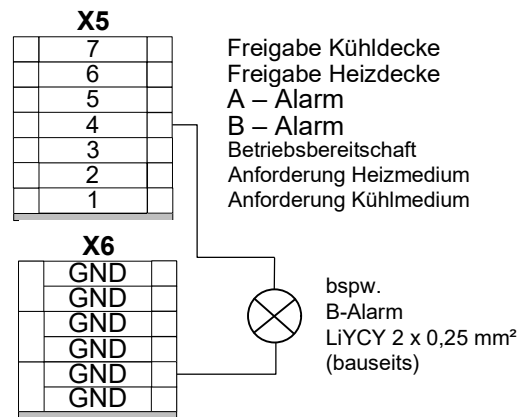 X5
7 Freigabe Kühldecke
6 Freigabe Heizdecke
5 A – Alarm
4 B – Alarm
3 Betriebsbereitschaft
2 Anforderung Heizmedium
1 Anforderung Kühlmedium
X6
GND
GND
GND
GND
GND
GND
bspw.
B-Alarm
LiYCY 2 x 0,25 mm²
(bauseits)